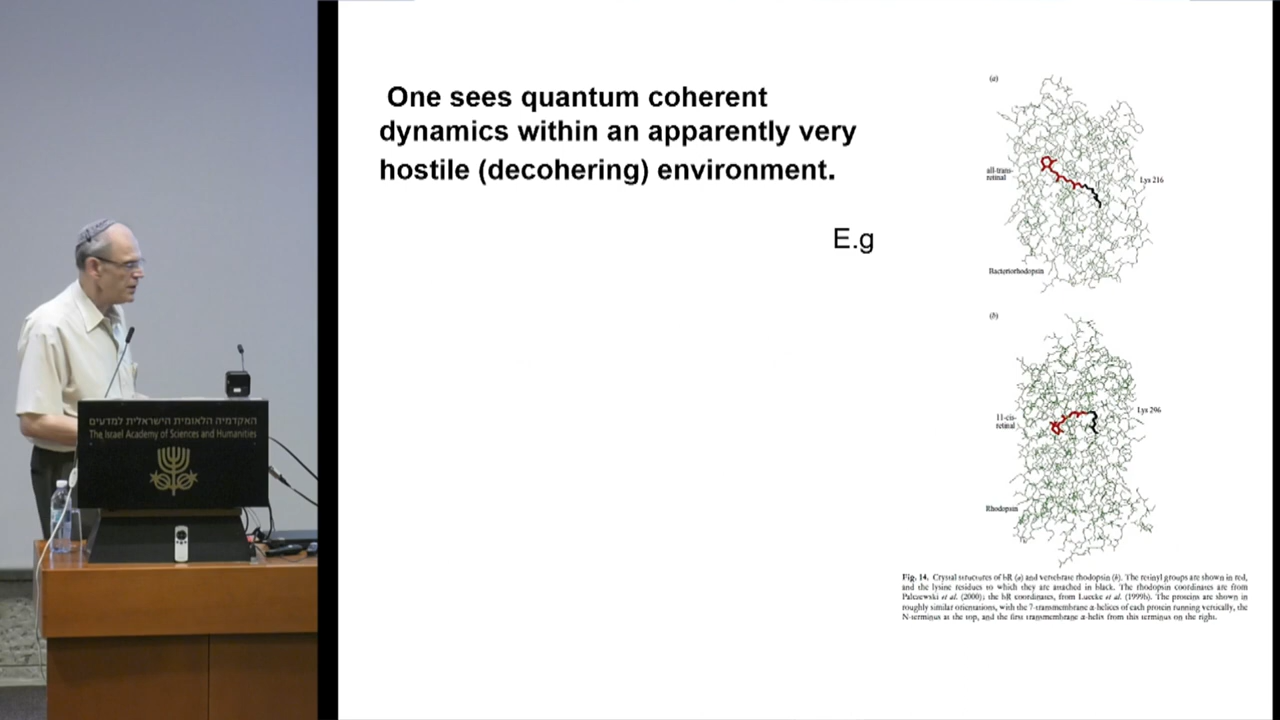 One sees quantum coherent
dynamics within an apparently very
hostile (decohering) environment.
E.g
(a)
all-trans-
retinal
Lys 216
Bacteriorhodopsin
(b)
11-cis-
retinal
Lys 296
Rhodopsin
Fig. 14. Crystal structures of bR (a) and vertebrate rhodopsin (b). The retinyl groups are shown in red,
and the lysine residues to which they are attached in black. The rhodopsin coordinates are from
Palczewski et al. (2000); the bR coordinates, from Luecke et al. (1999b). The proteins are shown in
roughly similar orientations, with the 7-transmembrane α-helices of each protein running vertically, the
N-terminus at the top, and the first transmembrane α-helix from this terminus on the right.
האקדמיה הלאומית הישראלית למדעים
The Israel Academy of Sciences and Humanities